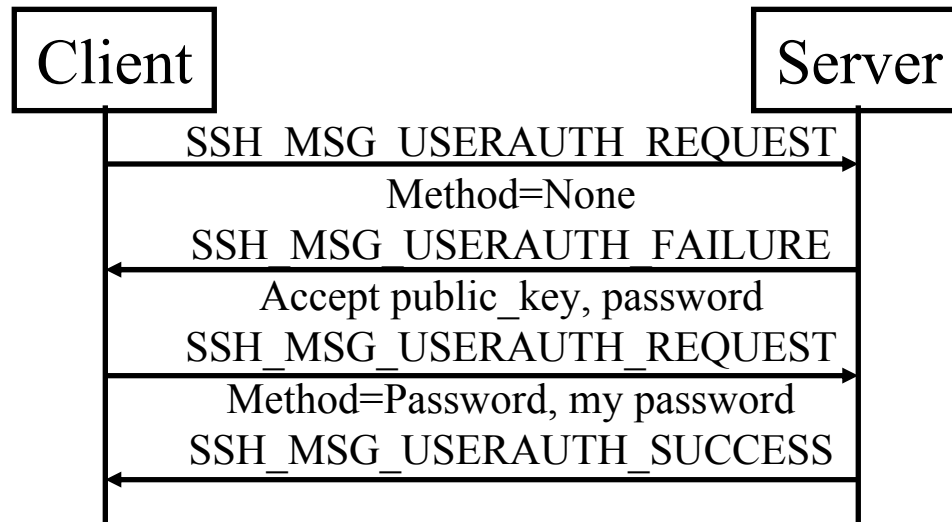 Client
Server
SSH_MSG_USERAUTH_REQUEST
Method=None
SSH_MSG_USERAUTH_FAILURE
Accept public_key, password
SSH_MSG_USERAUTH_REQUEST
Method=Password, my password
SSH_MSG_USERAUTH_SUCCESS